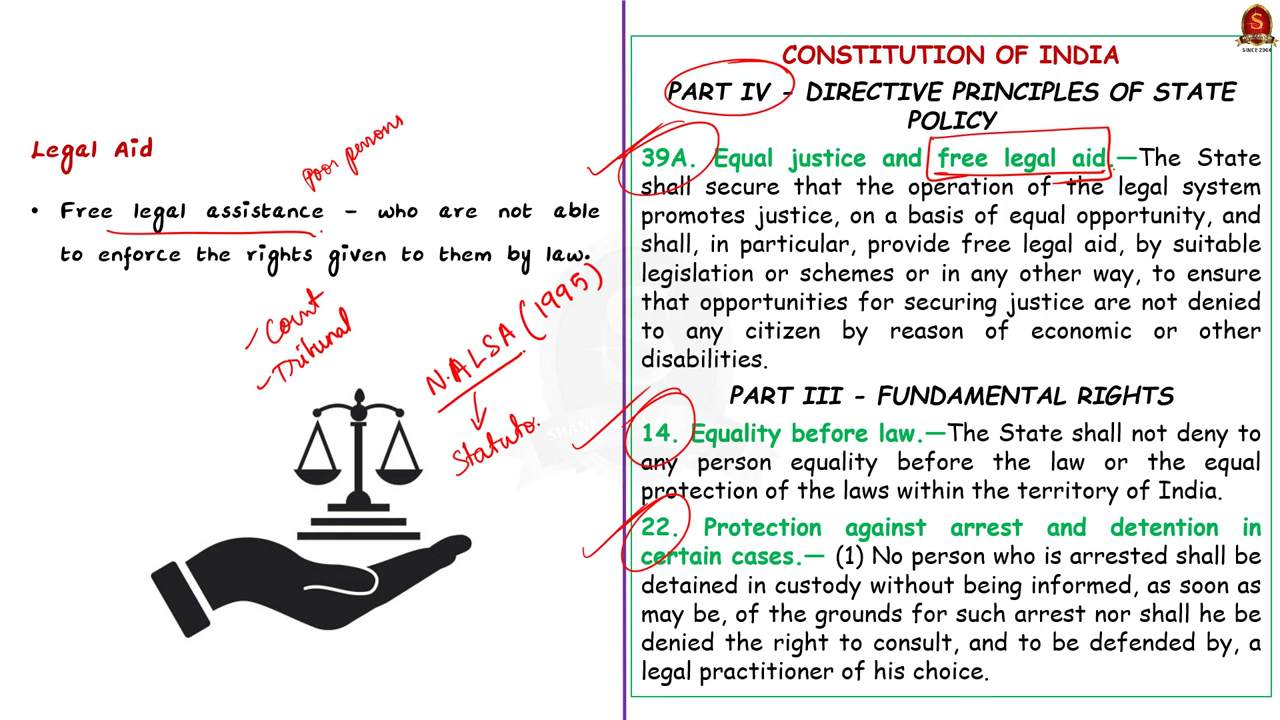 Legal Aid
poor persons
• Free legal assistance – who are not able
to enforce the rights given to them by law.
- Court
- Tribunal
N.ALSA (1995)
Statuto.
CONSTITUTION OF INDIA
PART IV - DIRECTIVE PRINCIPLES OF STATE
POLICY
39A. Equal justice and free legal aid.—The State
shall secure that the operation of the legal system
promotes justice, on a basis of equal opportunity, and
shall, in particular, provide free legal aid, by suitable
legislation or schemes or in any other way, to ensure
that opportunities for securing justice are not denied
to any citizen by reason of economic or other
disabilities.
PART III - FUNDAMENTAL RIGHTS
14. Equality before law.—The State shall not deny to
any person equality before the law or the equal
protection of the laws within the territory of India.
22. Protection against arrest and detention in
certain cases.— (1) No person who is arrested shall be
detained in custody without being informed, as soon as
may be, of the grounds for such arrest nor shall he be
denied the right to consult, and to be defended by, a
legal practitioner of his choice.
S
SINCE 2004